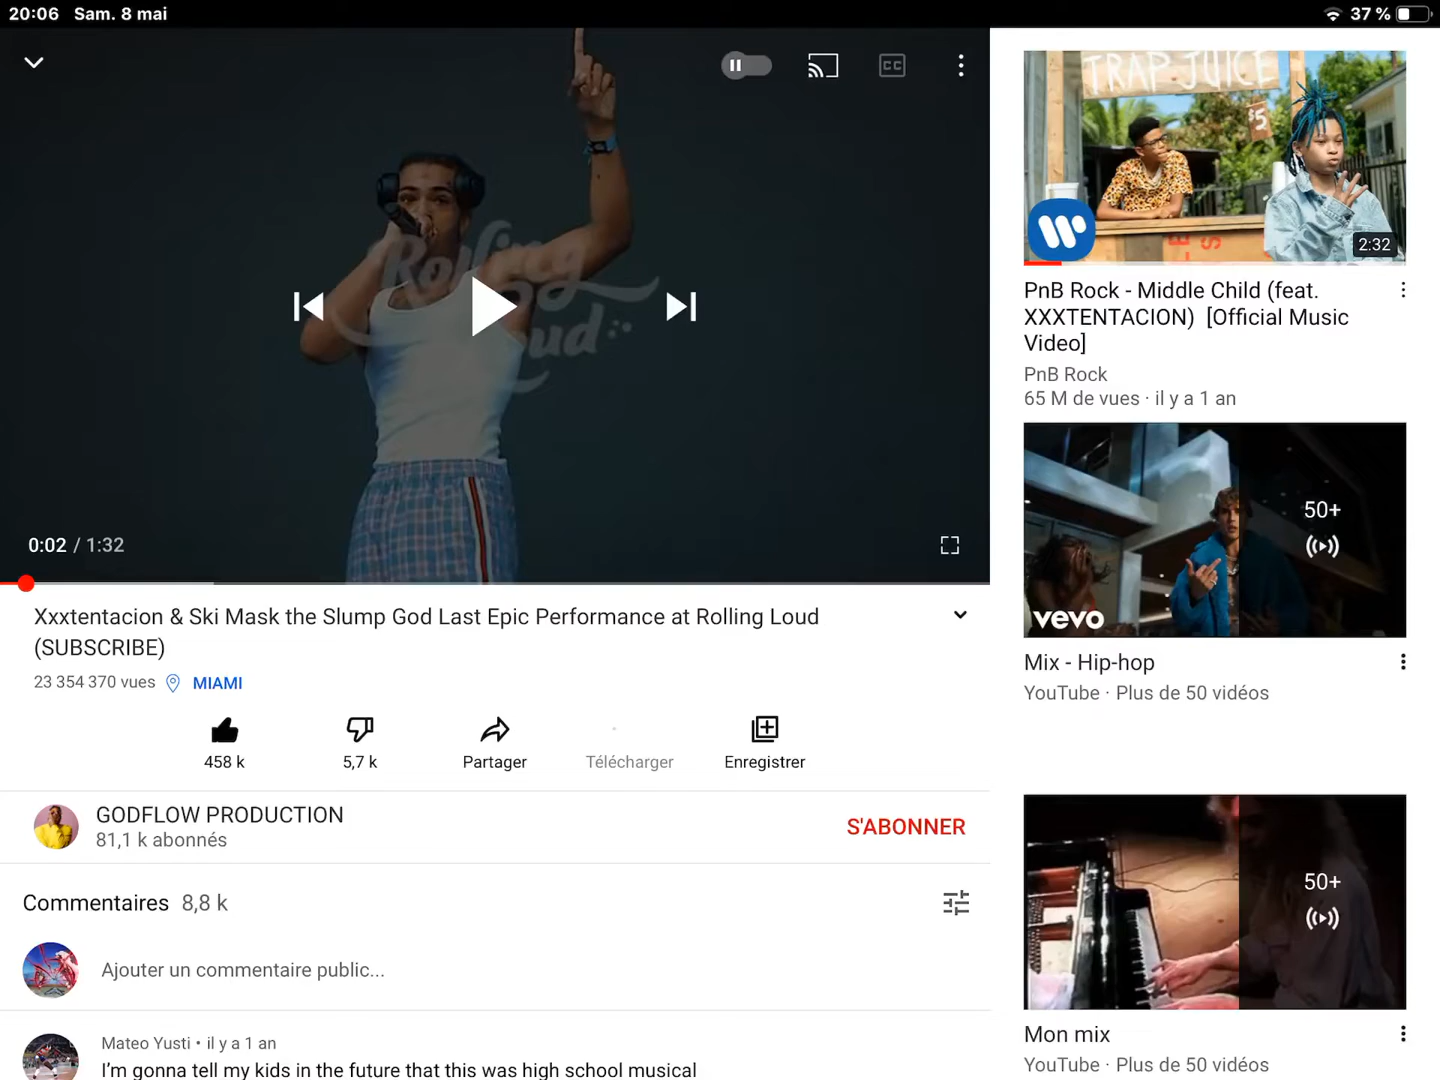 20:06 Sam. 8 mai
37 %
CC
Rolling
Loud
0:02 / 1:32
Xxxtentacion & Ski Mask the Slump God Last Epic Performance at Rolling Loud
(SUBSCRIBE)
23 354 370 vues MIAMI
458 k
5,7 k
Partager
Télécharger
Enregistrer
GODFLOW PRODUCTION
81,1 k abonnés
S'ABONNER
Commentaires 8,8 k
Ajouter un commentaire public...
Mateo Yusti • il y a 1 an
I'm gonna tell my kids in the future that this was high school musical
TRAP JUICE
$5
2:32
PnB Rock - Middle Child (feat.
XXXTENTACION) [Official Music
Video]
PnB Rock
65 M de vues · il y a 1 an
50+
vevo
Mix - Hip-hop
YouTube · Plus de 50 vidéos
50+
Mon mix
YouTube · Plus de 50 vidéos